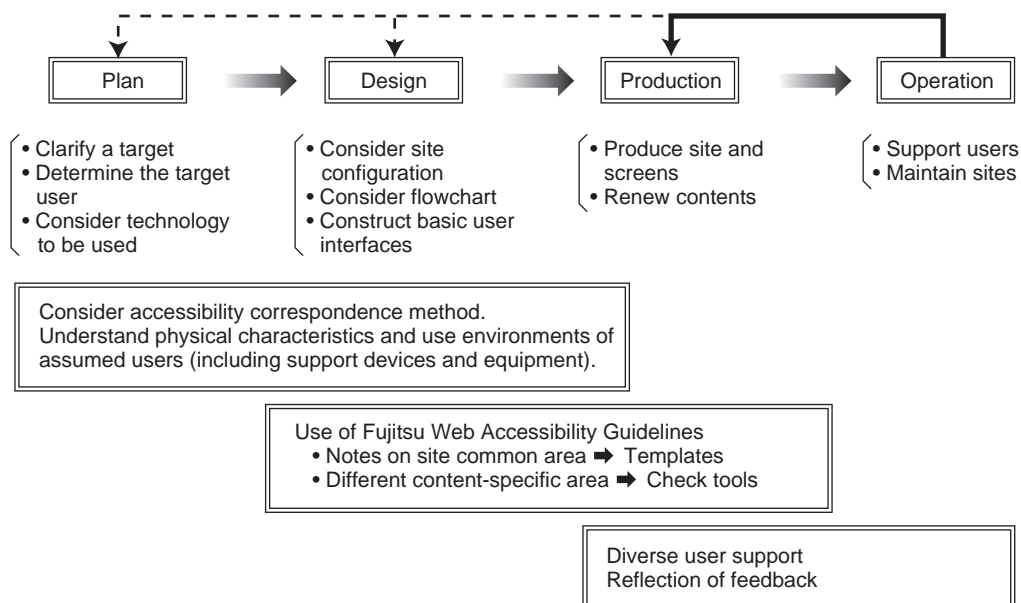 Plan
Design
Production
Operation
• Clarify a target
• Determine the target
user
• Consider technology
to be used
• Consider site
configuration
• Consider flowchart
• Construct basic user
interfaces
• Produce site and
screens
• Renew contents
• Support users
• Maintain sites
Consider accessibility correspondence method.
Understand physical characteristics and use environments of
assumed users (including support devices and equipment).
Use of Fujitsu Web Accessibility Guidelines
• Notes on site common area ➡ Templates
• Different content-specific area ➡ Check tools
Diverse user support
Reflection of feedback